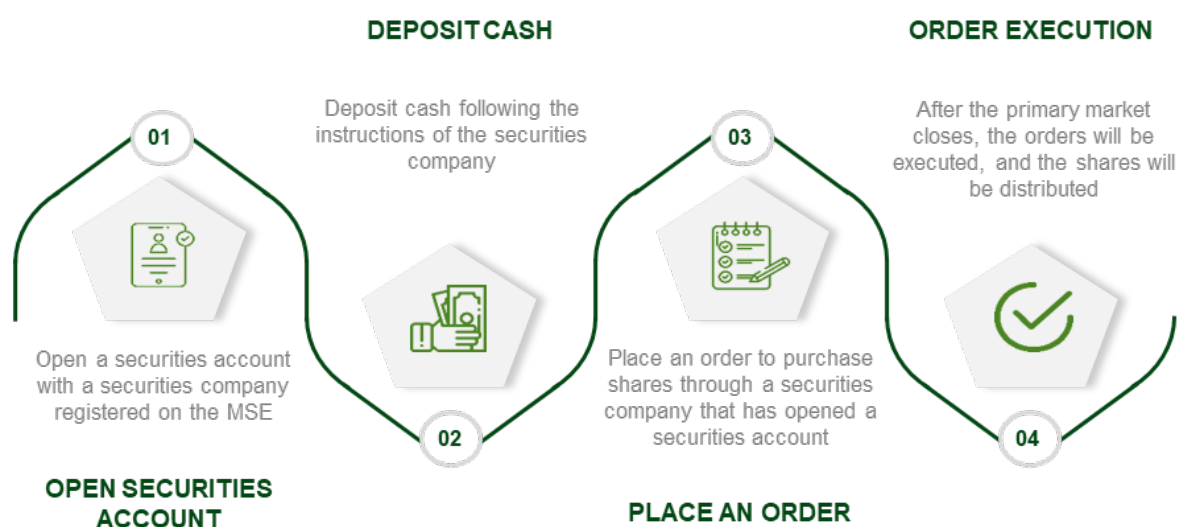 01
Open a securities account
with a securities company
registered on the MSE
OPEN SECURITIES
ACCOUNT
DEPOSIT CASH
Deposit cash following the
instructions of the securities
company
02
03
Place an order to purchase
shares through a securities
company that has opened a
securities account
PLACE AN ORDER
ORDER EXECUTION
After the primary market
closes, the orders will be
executed, and the shares will
be distributed
04